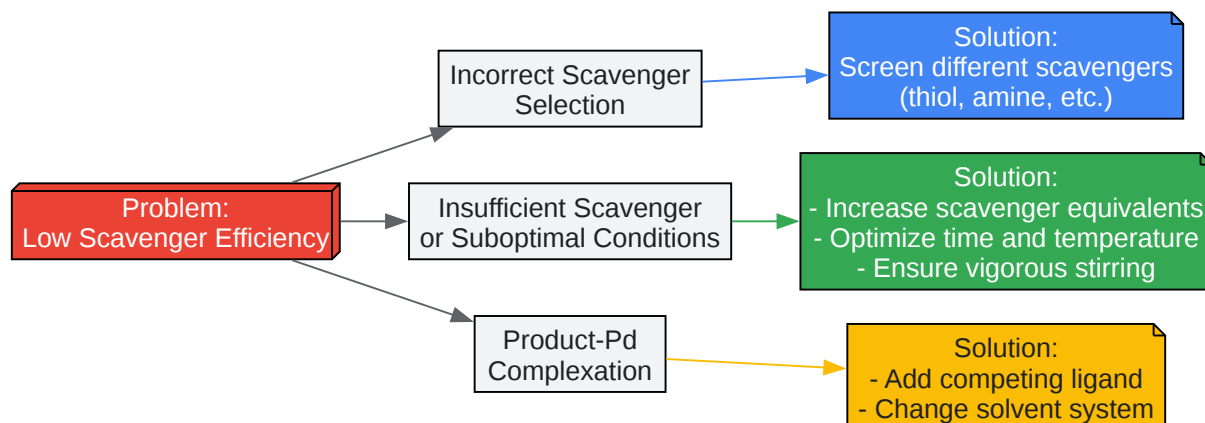 Problem:
Low Scavenger Efficiency
Incorrect Scavenger
Selection
Solution:
Screen different scavengers
(thiol, amine, etc.)
Insufficient Scavenger
or Suboptimal Conditions
Solution:
- Increase scavenger equivalents
- Optimize time and temperature
- Ensure vigorous stirring
Product-Pd
Complexation
Solution:
- Add competing ligand
- Change solvent system